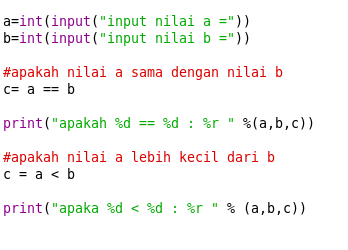 a=int(input("input nilai a ="))
b=int(input("input nilai b ="))
#apakah nilai a sama dengan nilai b
c= a == b
print("apakah %d == %d : %r " %(a,b,c))
#apakah nilai a lebih kecil dari b
c = a < b
print("apaka %d < %d : %r " % (a,b,c))